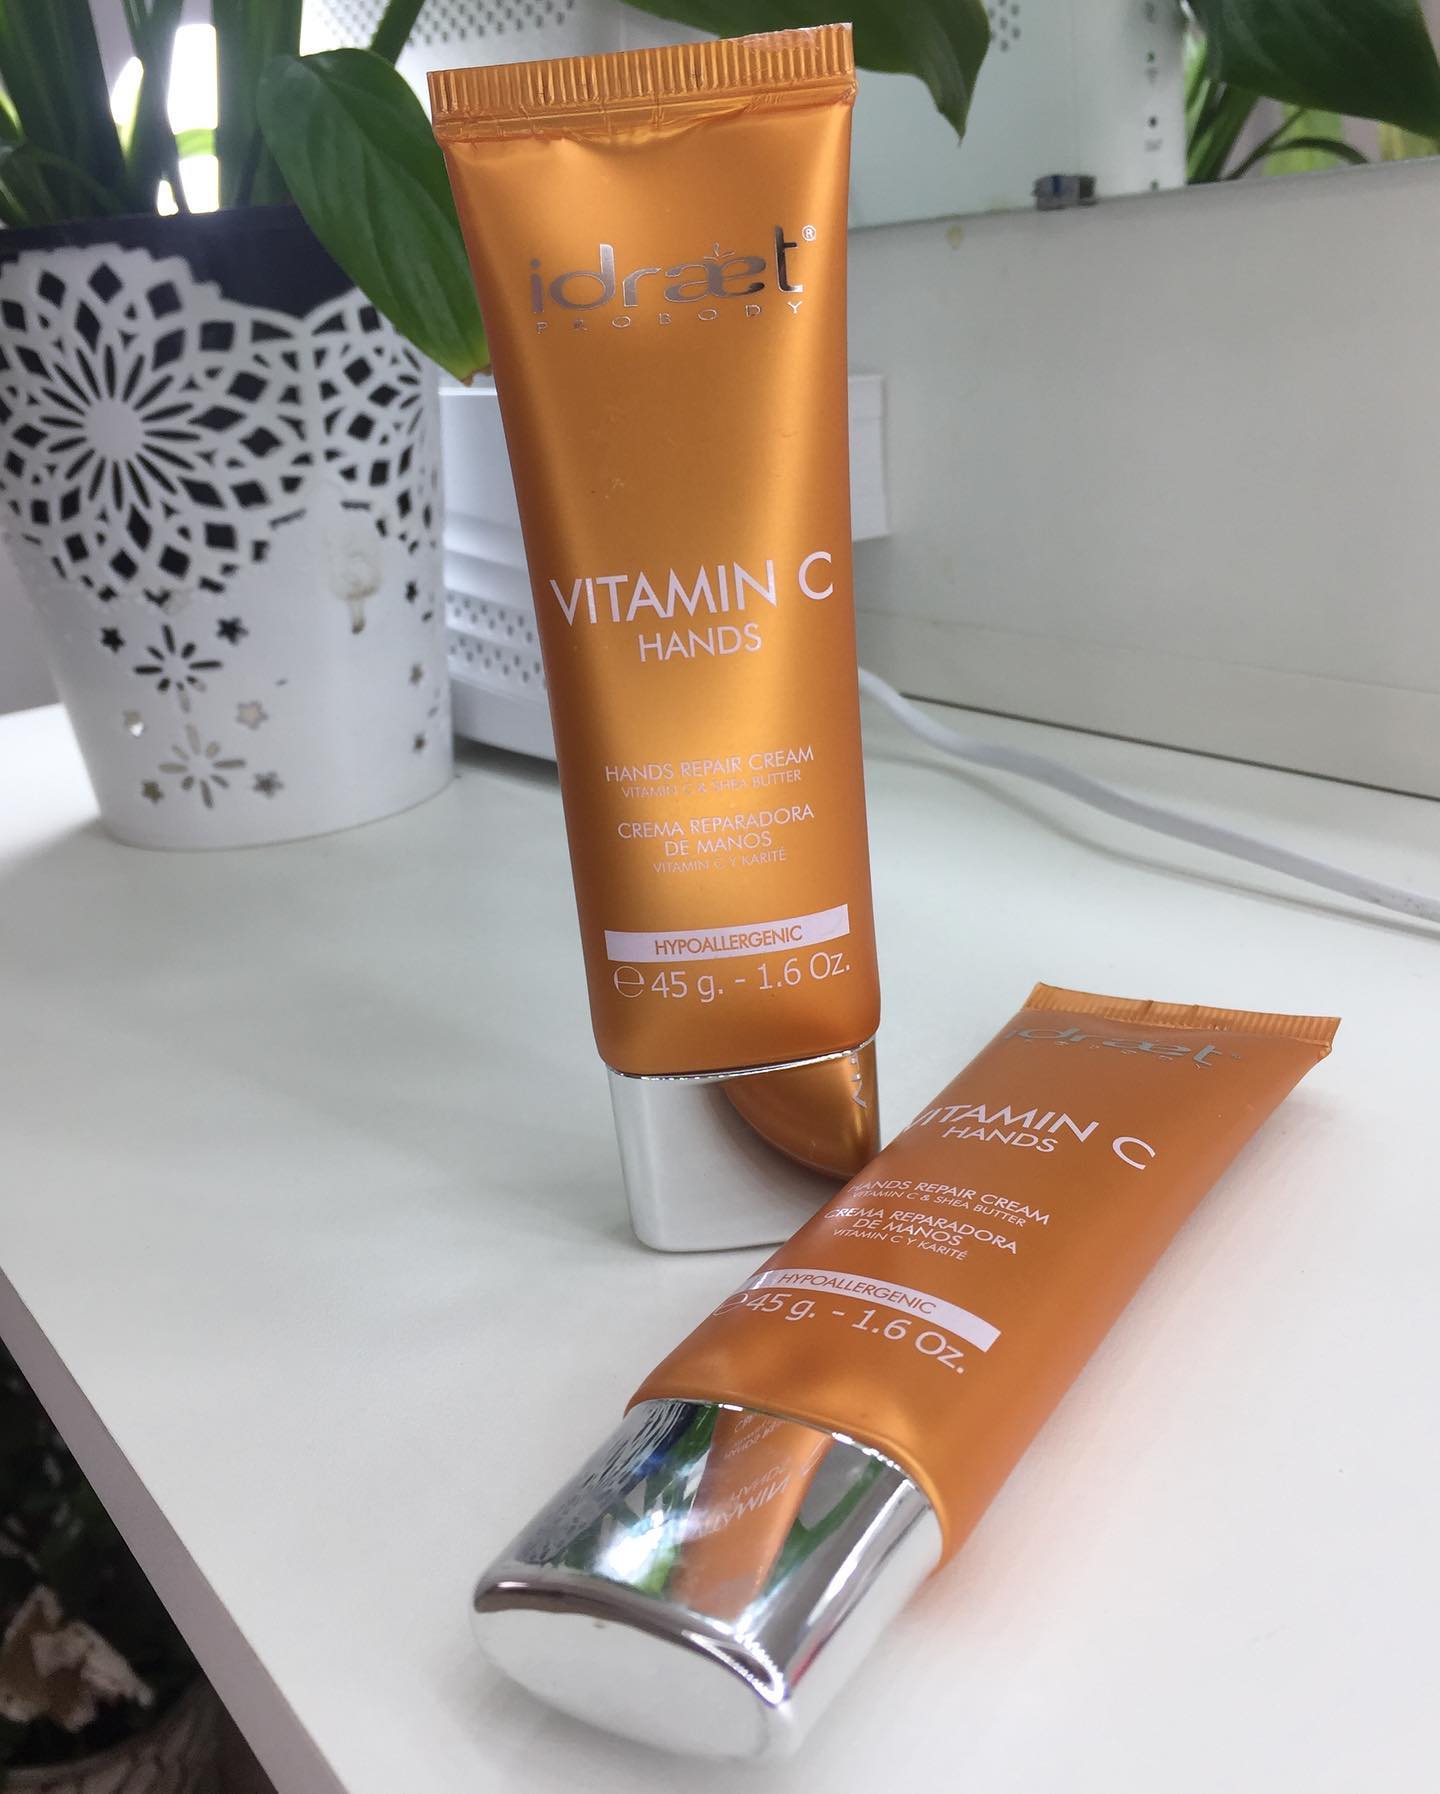 idraet®
PROBODY
VITAMIN C
HANDS
HANDS REPAIR CREAM
VITAMIN C & SHEA BUTTER
CREMA REPARADORA
DE MANOS
VITAMIN C Y KARITÉ
HYPOALLERGENIC
℮ 45 g. - 1.6 Oz.
idraet
PROBODY
VITAMIN C
HANDS
HANDS REPAIR CREAM
VITAMIN C & SHEA BUTTER
CREMA REPARADORA
DE MANOS
VITAMIN C Y KARITÉ
HYPOALLERGENIC
℮ 45 g. - 1.6 Oz.